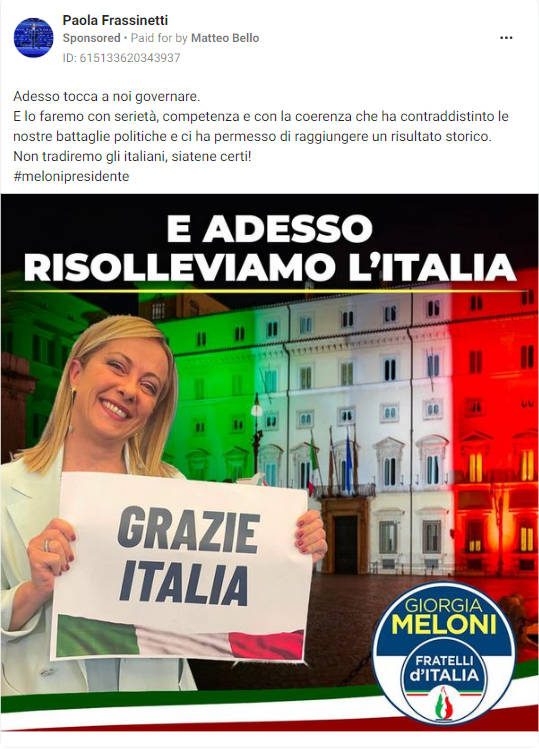 Paola Frassinetti
Sponsored • Paid for by Matteo Bello
ID: 615133620343937
Adesso tocca a noi governare.
E lo faremo con serietà, competenza e con la coerenza che ha contraddistinto le
nostre battaglie politiche e ci ha permesso di raggiungere un risultato storico.
Non tradiremo gli italiani, siatene certi!
#melonipresidente
E ADESSO
RISOLLEVIAMO L'ITALIA
GRAZIE
ITALIA
GIORGIA
MELONI
FRATELLI
d'ITALIA